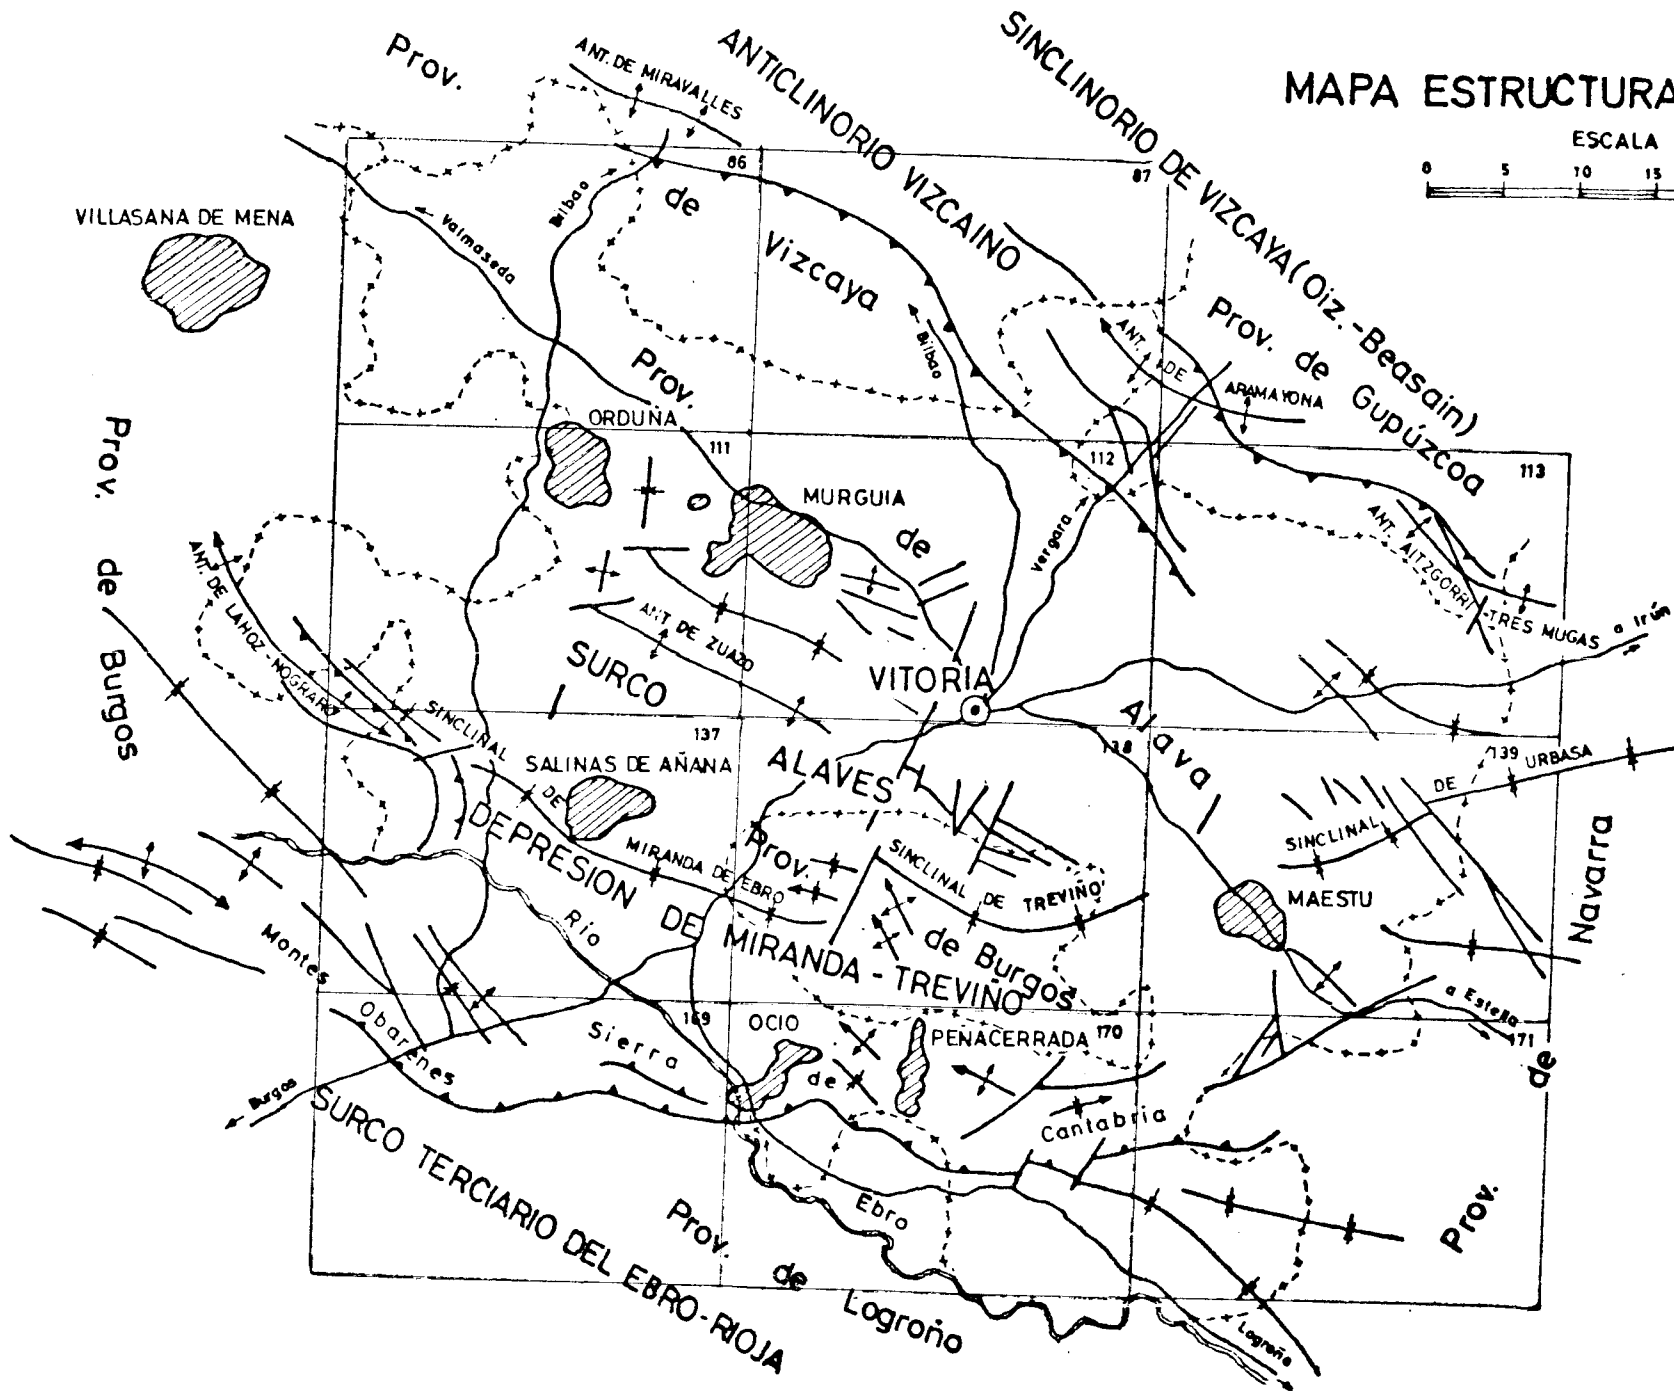 MAPA ESTRUCTURA
ESCALA
0 5 10 15
Prov.
de
Vizcaya
ANT. DE MIRAVALLES
ANTICLINORIO VIZCAINO
SINCLINORIO DE VIZCAYA (Oiz.-Beasain)
Prov. de Gupúzcoa
86
87
VILLASANA DE MENA
Valmaseda
Bilbao
Bilbao
ANT. DE ARAMAYONA
Prov.
de
Alava
ORDUÑA
111
112
113
MURGUIA
Vergara
ANT. AITZGORRI-TRES MUGAS
a Irún
Prov. de Burgos
ANT. DE LAHOZ-NOGRARO
ANT. DE ZUAZO
SURCO
ALAVES
VITORIA
137
138
139
SINCLINAL DE MIRANDA DE EBRO
SALINAS DE AÑANA
SINCLINAL DE URBASA
DEPRESION DE MIRANDA-TREVIÑO
Prov.
de Burgos
SINCLINAL DE TREVIÑO
MAESTU
Prov. de Navarra
Río
Ebro
Montes
Obarenes
169
170
171
OCIO
PEÑACERRADA
a Estella
Sierra
de
Cantabria
Burgos
SURCO TERCIARIO DEL EBRO-RIOJA
Prov. de Logroño
Logroño